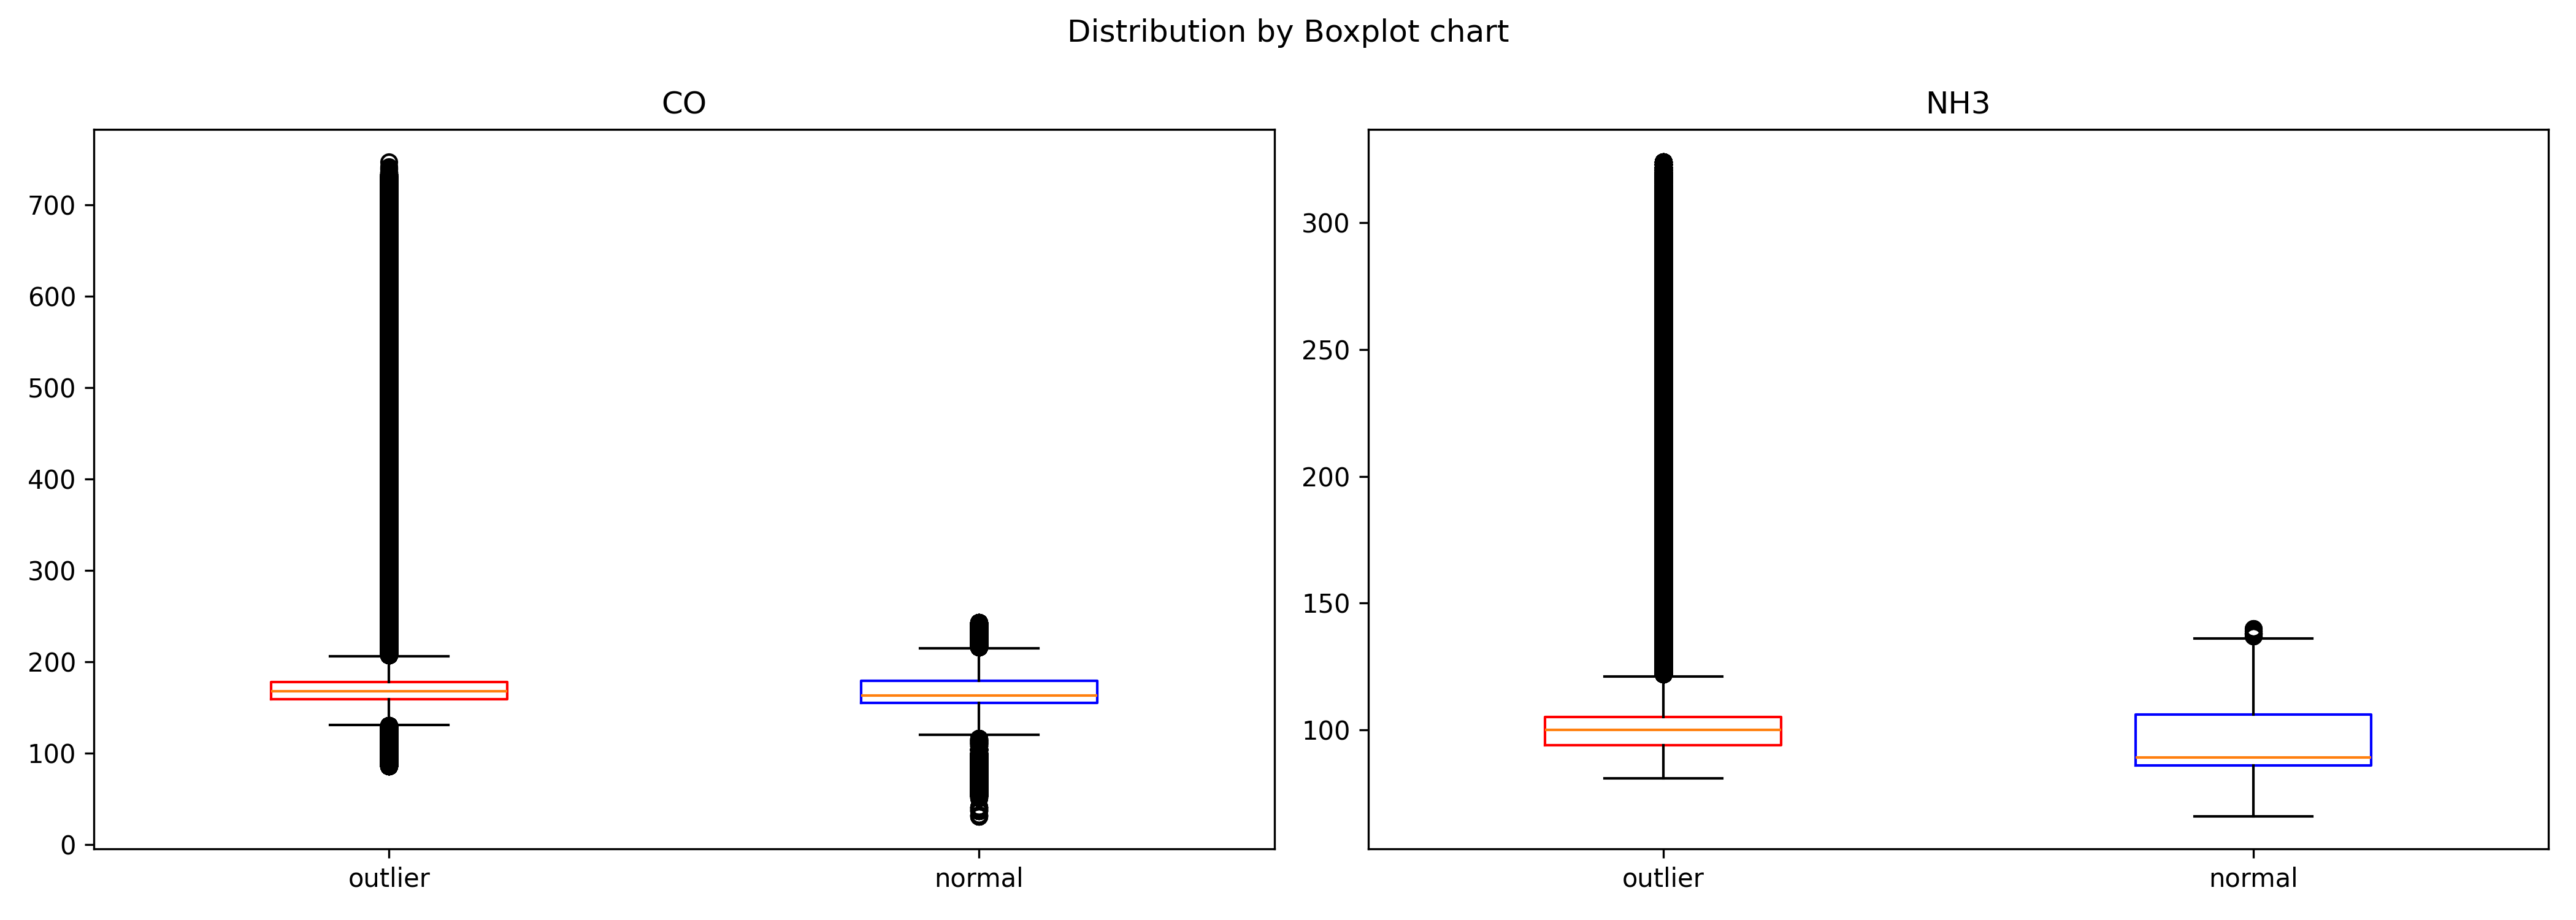 Distribution by Boxplot chart
CO
700
600
500
400
300
200
100
0
outlier normal
NH3
300
250
200
150
100
outlier normal